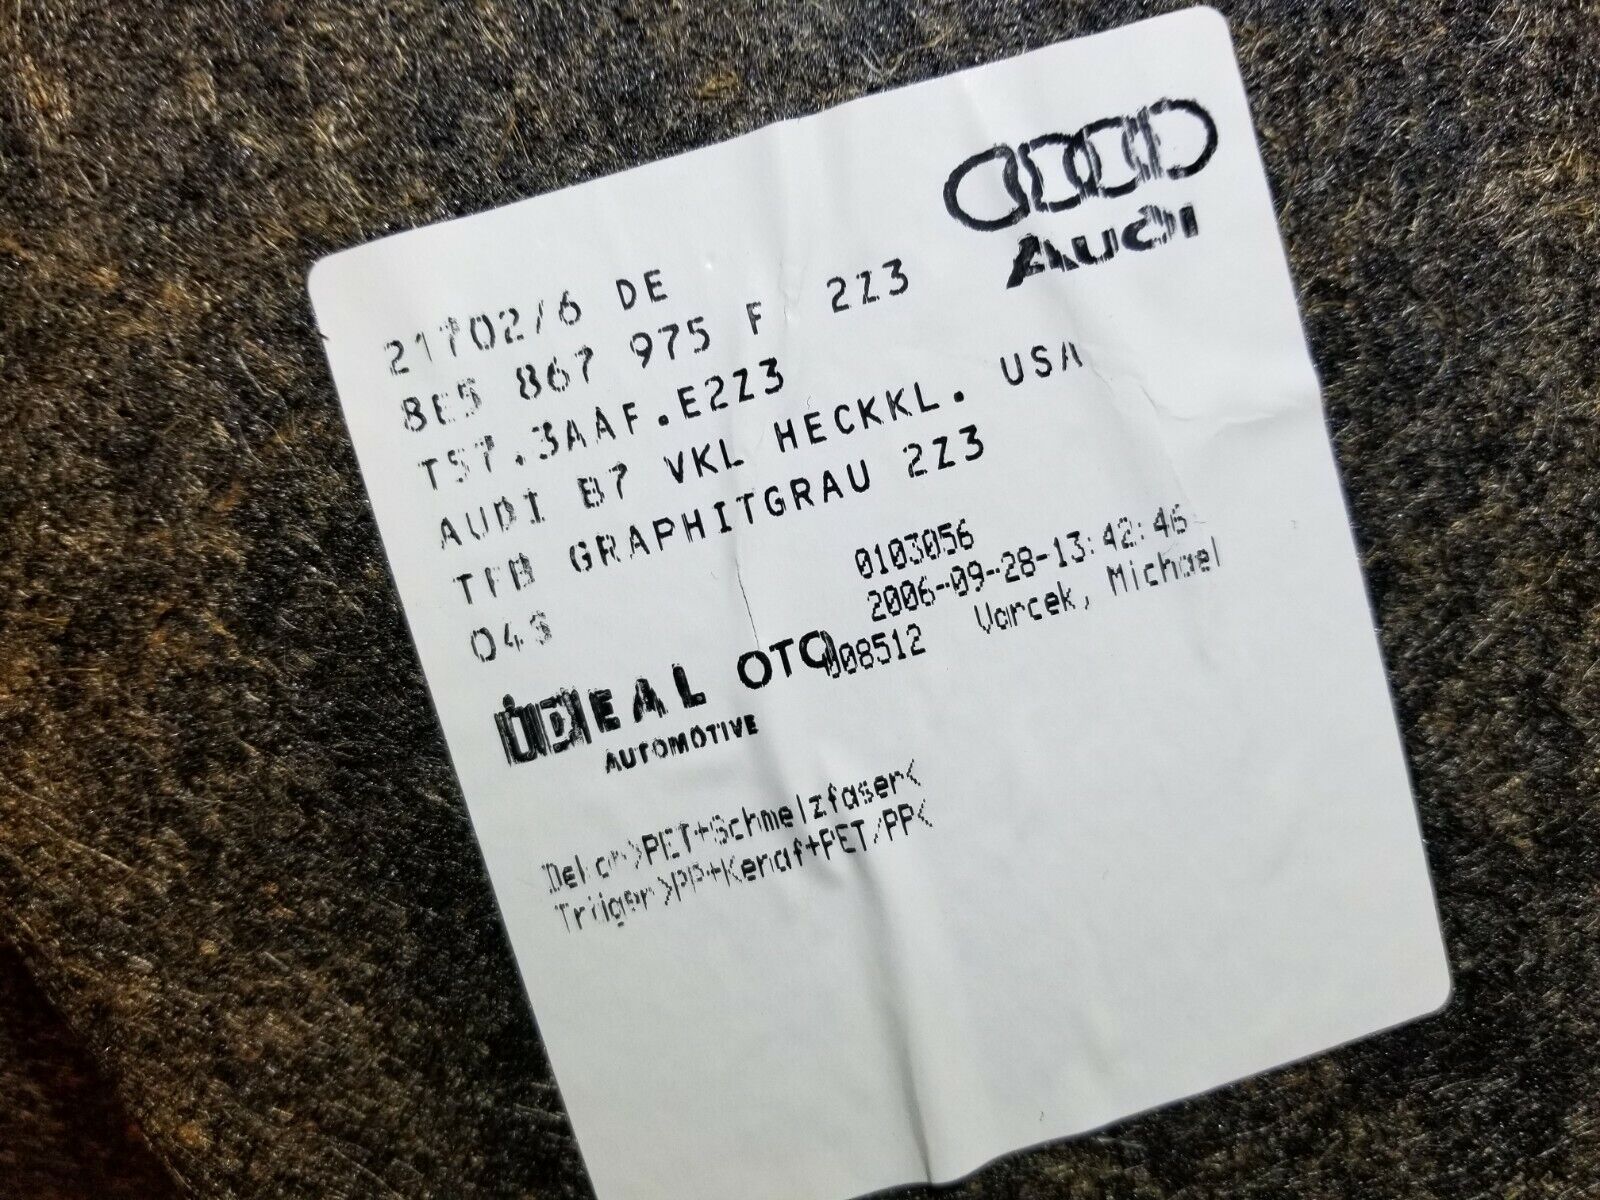 Audi
21702/6 DE
8E5 867 975 F 2Z3
TS7.3AAF.E2Z3
AUDI B7 VKL HECKKL. USA
TFB GRAPHITGRAU 2Z3
043
0103056
2006-09-28-13:42:46
008512 Varcek, Michael
IDEAL OTO
AUTOMOTIVE
Dekor>PET+Schmelzfaser<
Träger>PP+Kenaf+PET/PP<